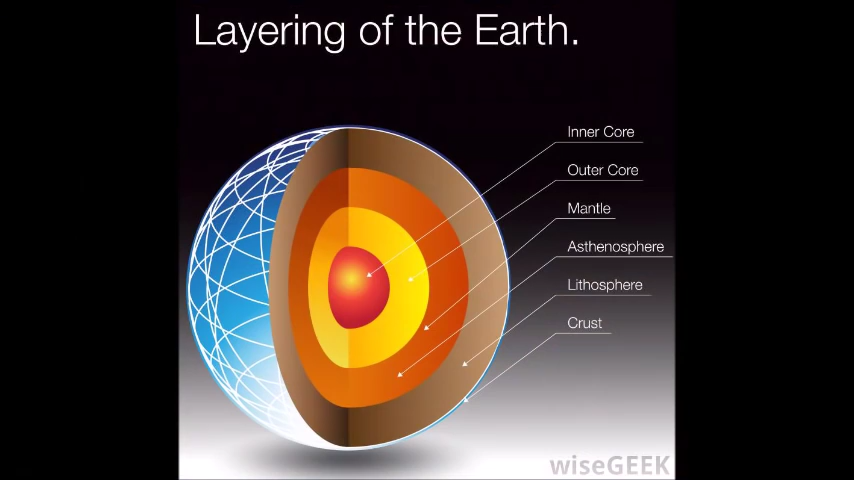 Layering of the Earth.
Inner Core
Outer Core
Mantle
Asthenosphere
Lithosphere
Crust
wiseGEEK